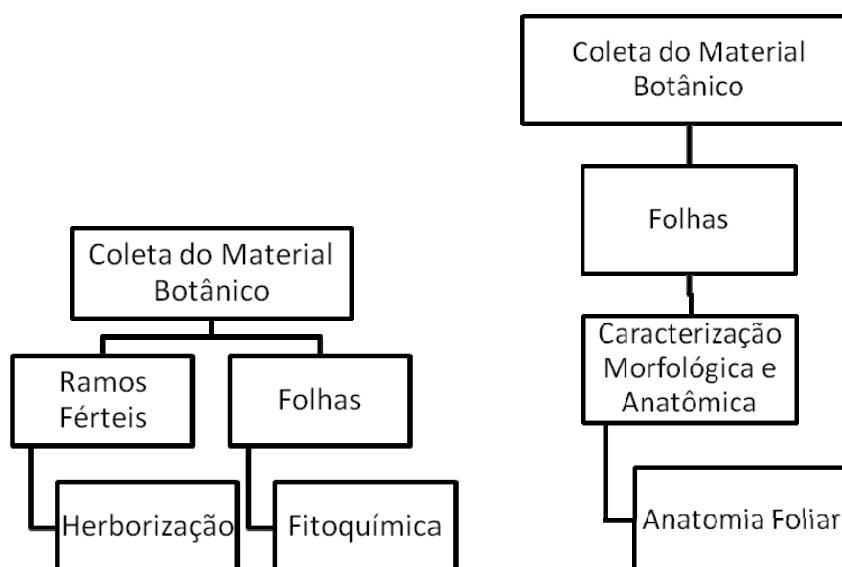 Coleta do Material
Botânico
Ramos
Férteis
Folhas
Herborização
Fitoquímica
Coleta do Material
Botânico
Folhas
Caracterização
Morfológica e
Anatômica
Anatomia Foliar